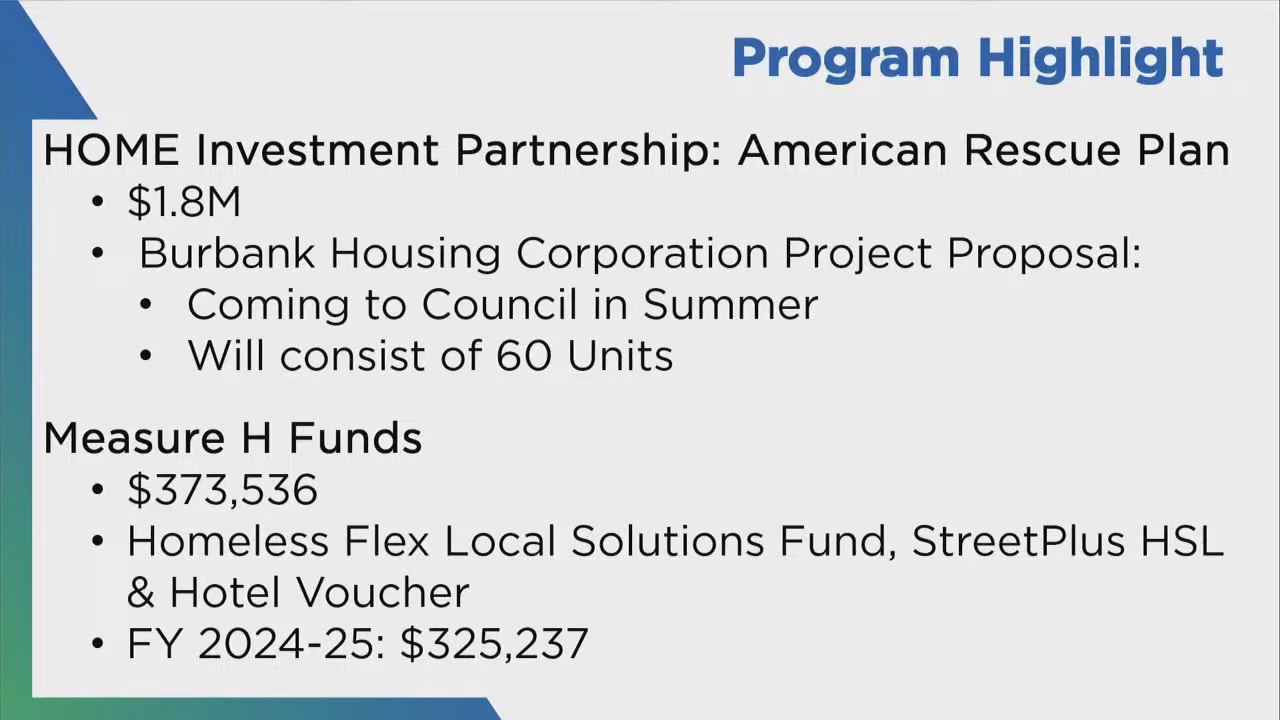 Program Highlight
HOME Investment Partnership: American Rescue Plan
• $1.8M
• Burbank Housing Corporation Project Proposal:
• Coming to Council in Summer
• Will consist of 60 Units
Measure H Funds
• $373,536
• Homeless Flex Local Solutions Fund, StreetPlus HSL
& Hotel Voucher
• FY 2024-25: $325,237